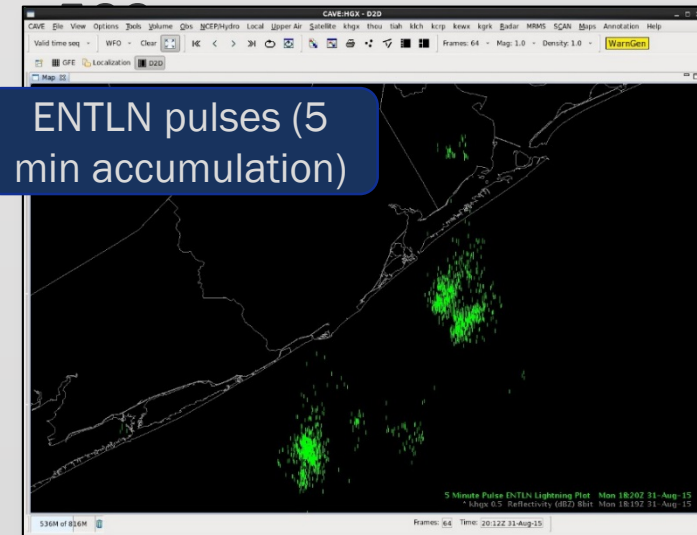 CAVE:HGX - D2D
CAVE File View Options Tools Volume Obs NCEP/Hydro Local Upper Air Satellite khgx thou tiah klch kcrp kewx kgrk Radar MRMS SCAN Maps Annotation Help
Valid time seq WFO Clear Frames: 64 Mag: 1.0 Density: 1.0 WarnGen
GFE Localization D2D
Map
ENTLN pulses (5
min accumulation)
5 Minute Pulse ENTLN Lightning Plot Mon 18:20Z 31-Aug-15
* khgx 0.5 Reflectivity (dBZ) 8bit Mon 18:19Z 31-Aug-15
536M of 816M Frames: 64 Time: 20:12Z 31-Aug-15